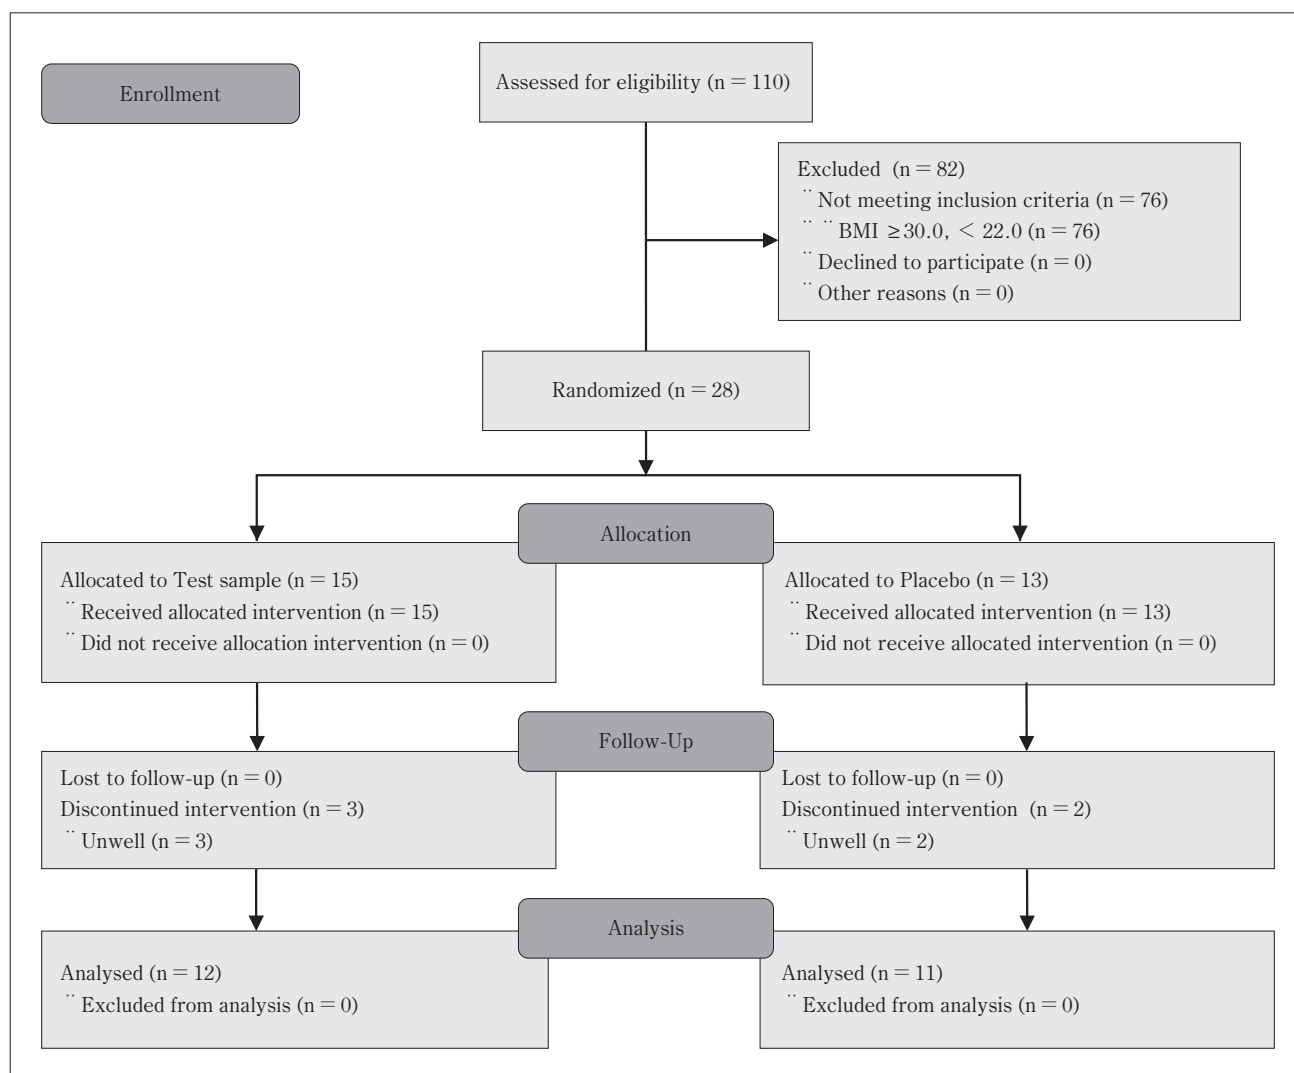 Enrollment
Assessed for eligibility (n = 110)
Excluded (n = 82)
¨ Not meeting inclusion criteria (n = 76)
¨ ¨ BMI ≥30.0, < 22.0 (n = 76)
¨ Declined to participate (n = 0)
¨ Other reasons (n = 0)
Randomized (n = 28)
Allocation
Allocated to Test sample (n = 15)
¨ Received allocated intervention (n = 15)
¨ Did not receive allocation intervention (n = 0)
Allocated to Placebo (n = 13)
¨ Received allocated intervention (n = 13)
¨ Did not receive allocated intervention (n = 0)
Follow-Up
Lost to follow-up (n = 0)
Discontinued intervention (n = 3)
¨ Unwell (n = 3)
Lost to follow-up (n = 0)
Discontinued intervention (n = 2)
¨ Unwell (n = 2)
Analysis
Analysed (n = 12)
¨ Excluded from analysis (n = 0)
Analysed (n = 11)
¨ Excluded from analysis (n = 0)